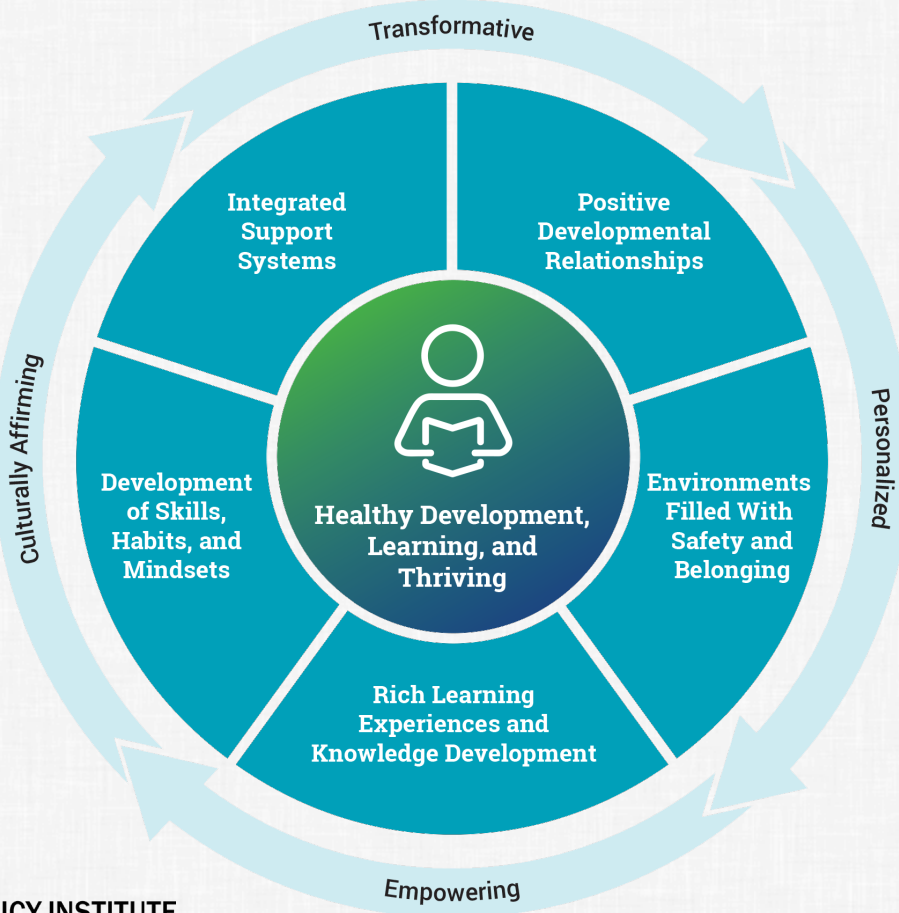 Transformative
Integrated
Support
Systems
Positive
Developmental
Relationships
Culturally Affirming
Personalized
Development
of Skills,
Habits, and
Mindsets
Healthy Development,
Learning, and
Thriving
Environments
Filled With
Safety and
Belonging
Rich Learning
Experiences and
Knowledge Development
Empowering
INSTITUTE